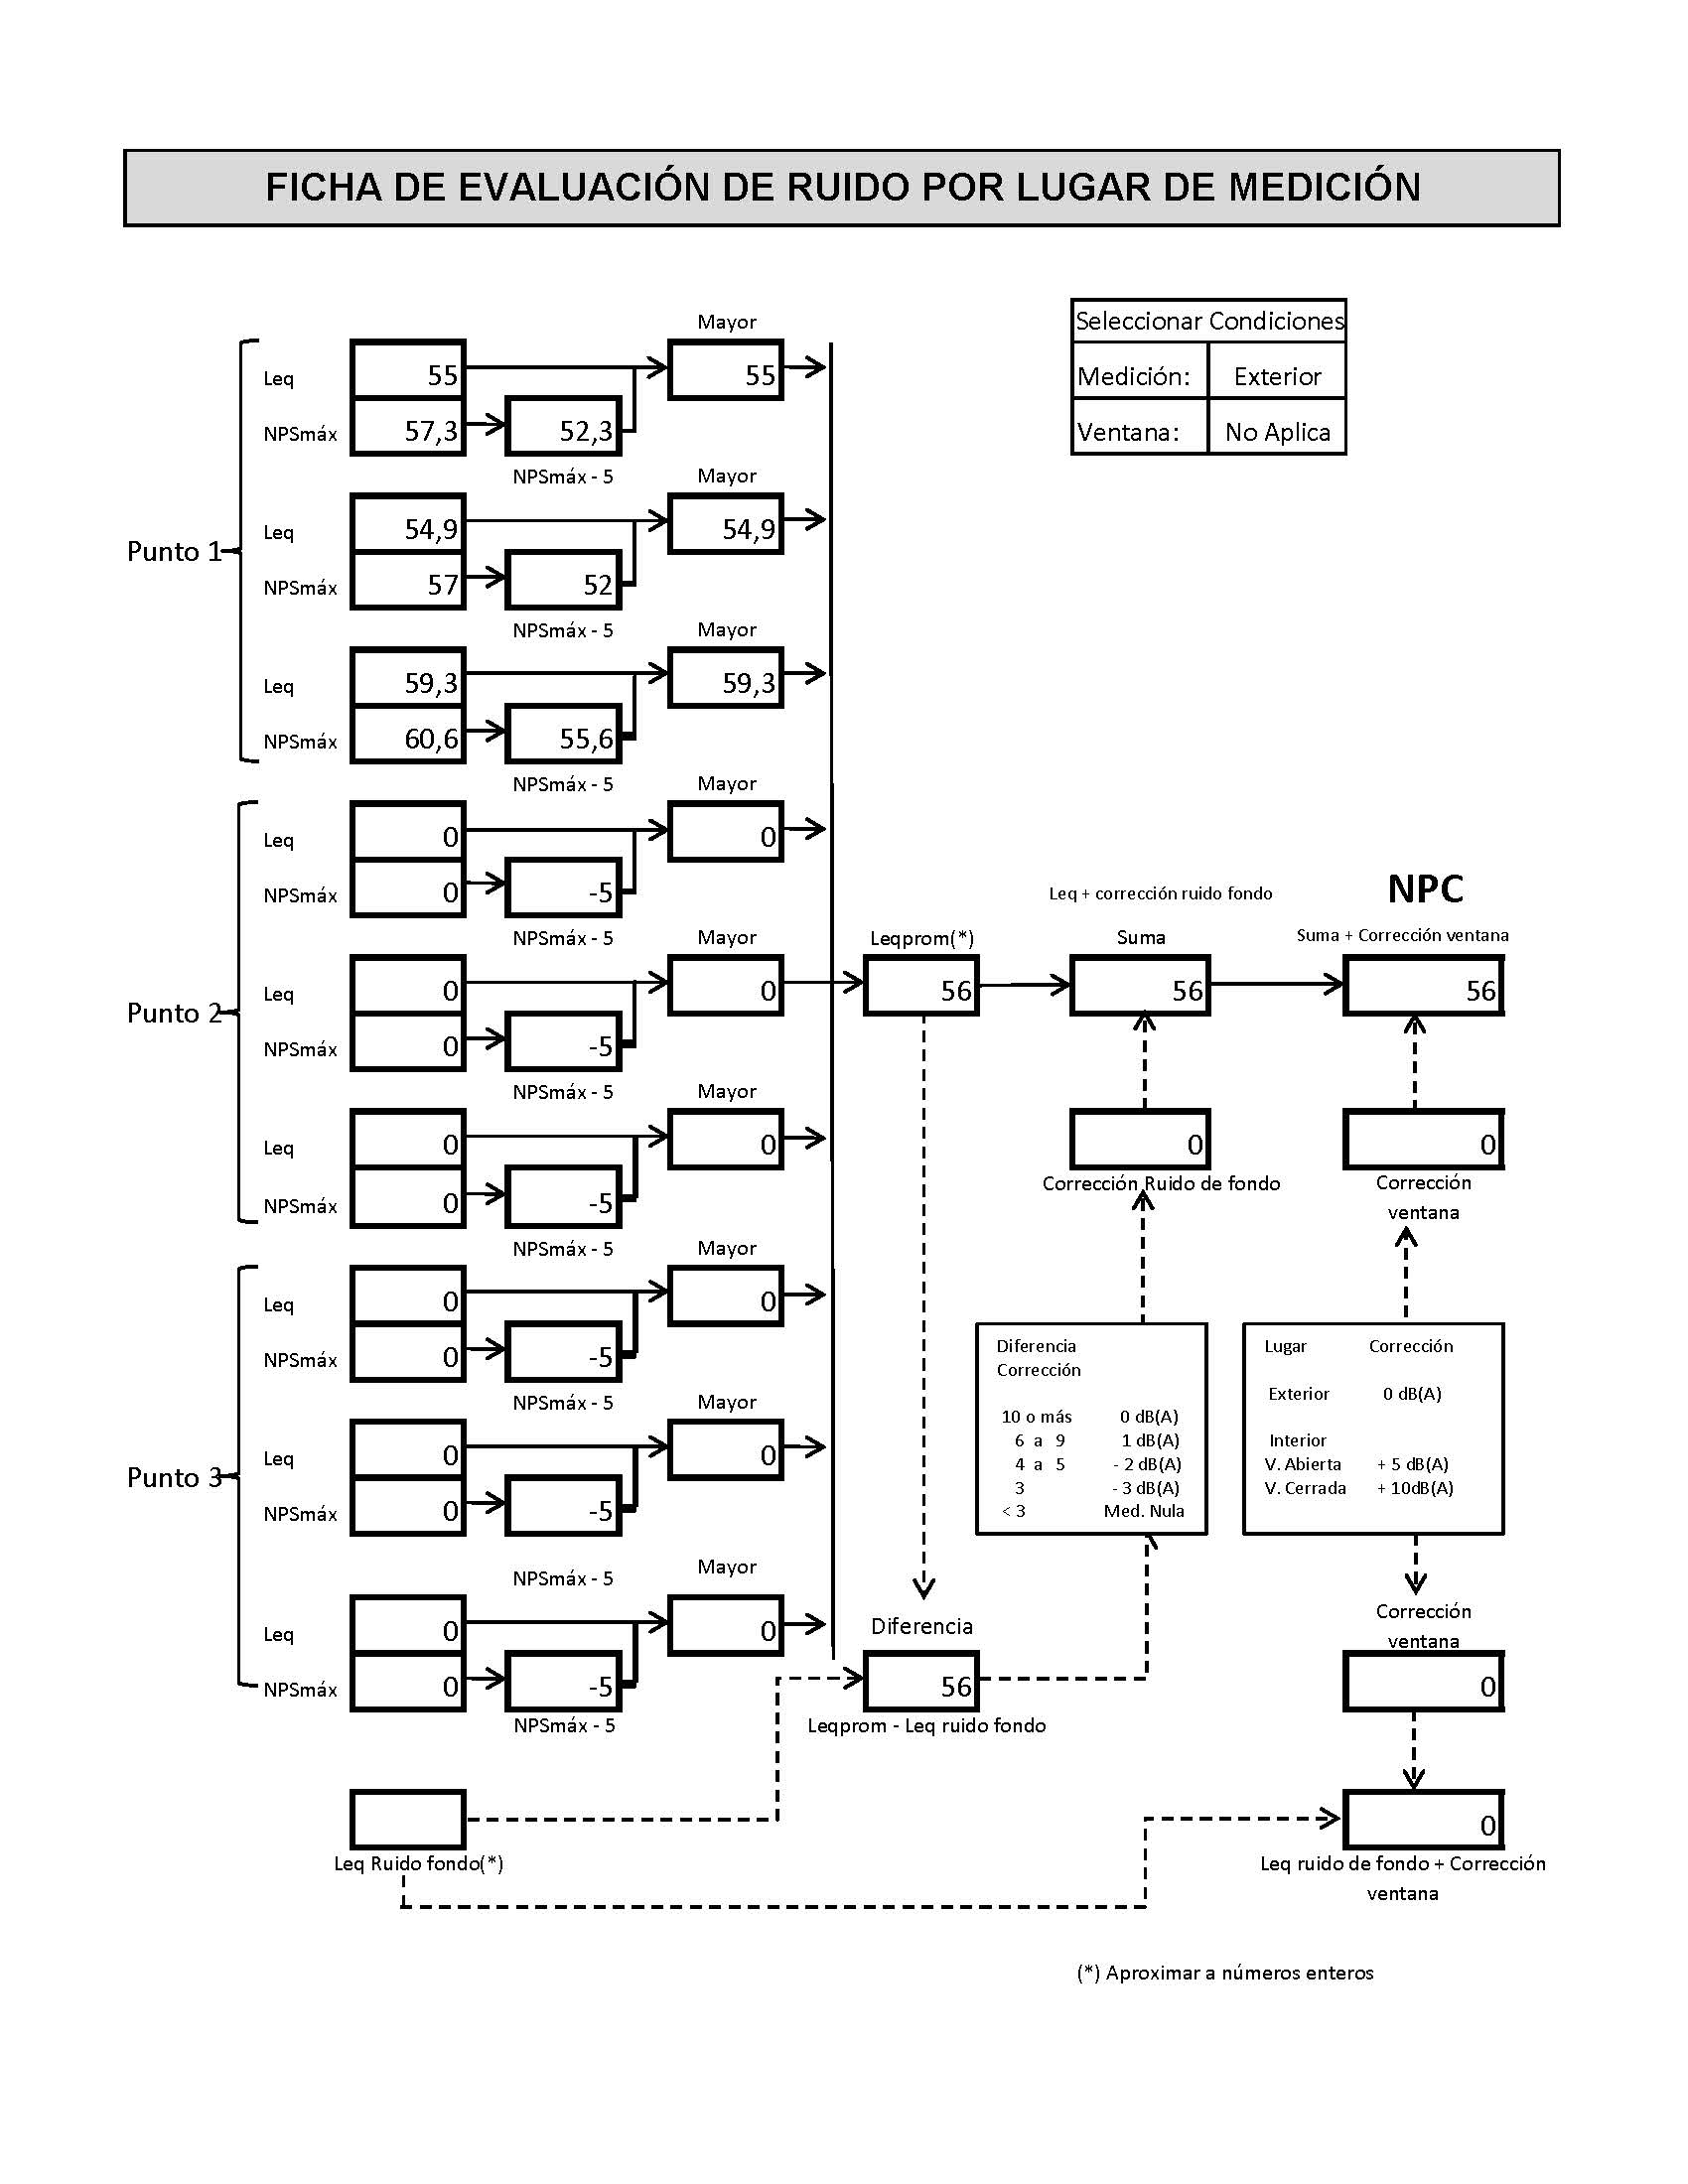 FICHA DE EVALUACIÓN DE RUIDO POR LUGAR DE MEDICIÓN
Seleccionar Condiciones
Medición: Exterior
Ventana: No Aplica
Mayor
Leq 55 55
NPSmáx 57,3 52,3
NPSmáx - 5 Mayor
Leq 54,9 54,9
Punto 1
NPSmáx 57 52
NPSmáx - 5 Mayor
Leq 59,3 59,3
NPSmáx 60,6 55,6
NPSmáx - 5 Mayor
Leq 0 0
NPSmáx 0 -5
NPSmáx - 5 Mayor
Leq 0 0
Punto 2
NPSmáx 0 -5
NPSmáx - 5 Mayor
Leq 0 0
NPSmáx 0 -5
NPSmáx - 5 Mayor
Leq 0 0
NPSmáx 0 -5
NPSmáx - 5 Mayor
Leq 0 0
Punto 3
NPSmáx 0 -5
NPSmáx - 5 Mayor
Leq 0 0
NPSmáx 0 -5
NPSmáx - 5
Leq Ruido fondo(*)
Leqprom(*)
56
Leq + corrección ruido fondo
Suma
56
NPC
Suma + Corrección ventana
56
0
Corrección Ruido de fondo
0
Corrección
ventana
Diferencia
Corrección
10 o más 0 dB(A)
6 a 9 1 dB(A)
4 a 5 - 2 dB(A)
3 - 3 dB(A)
< 3 Med. Nula
Lugar Corrección
Exterior 0 dB(A)
Interior
V. Abierta + 5 dB(A)
V. Cerrada + 10dB(A)
Diferencia
56
Leqprom - Leq ruido fondo
Corrección
ventana
0
0
Leq ruido de fondo + Corrección
ventana
(*) Aproximar a números enteros